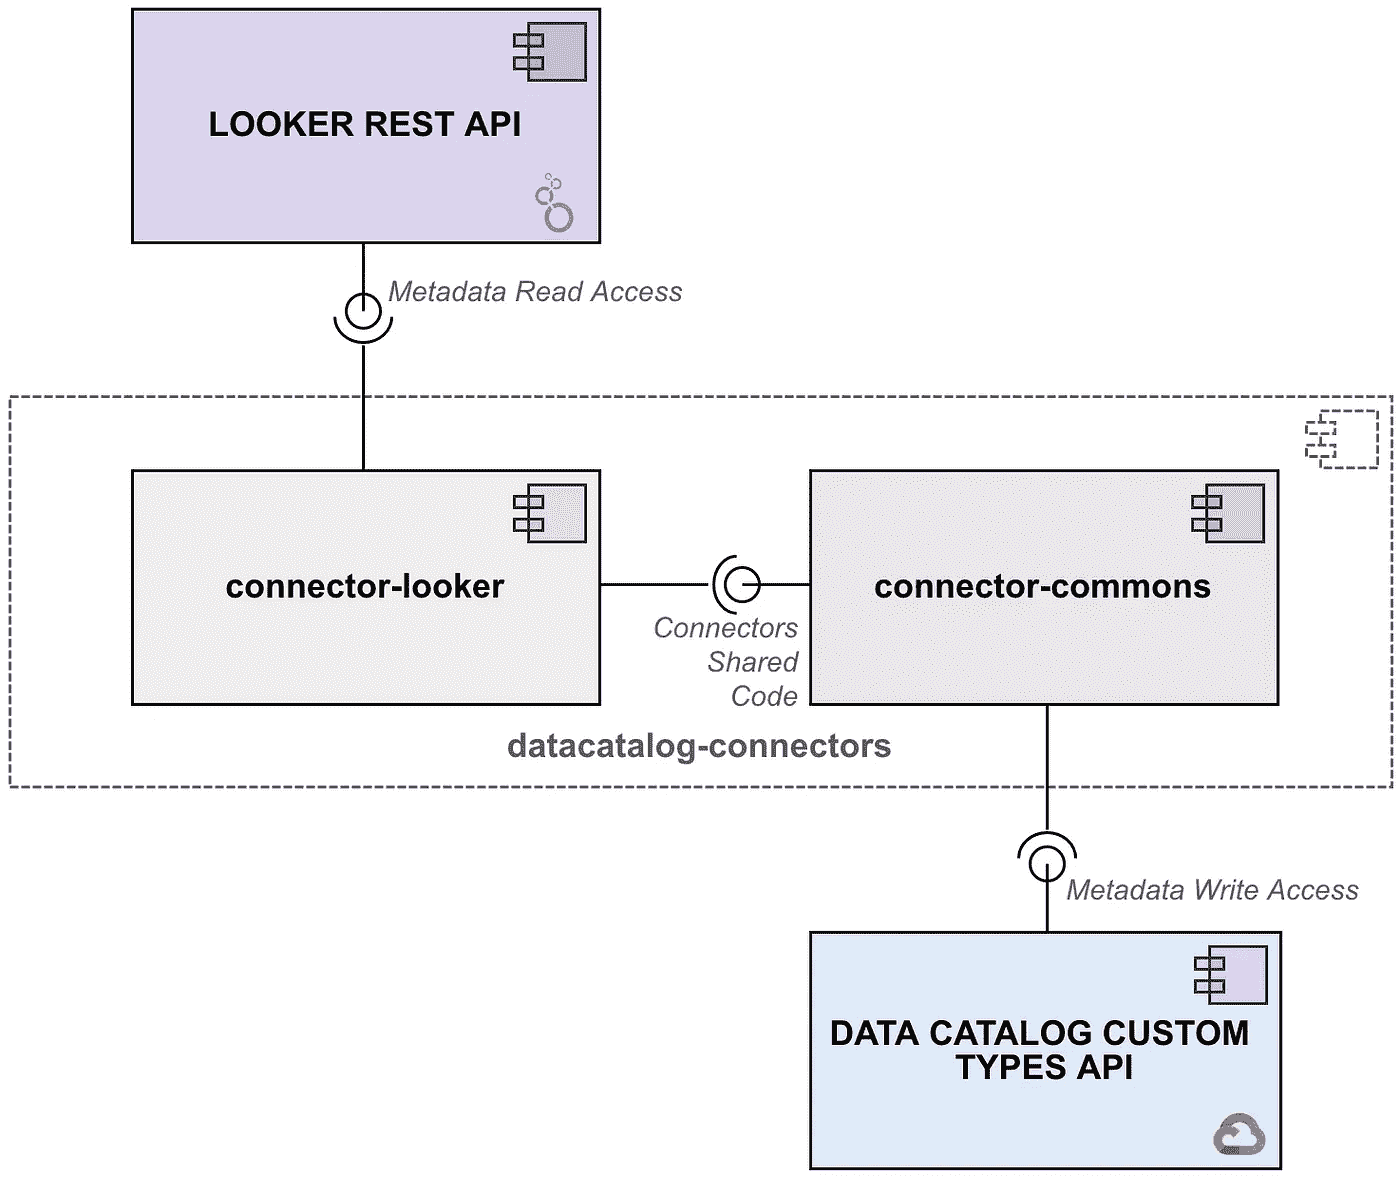 LOOKER REST API
Metadata Read Access
connector-looker
connector-commons
Connectors
Shared
Code
datacatalog-connectors
Metadata Write Access
DATA CATALOG CUSTOM
TYPES API